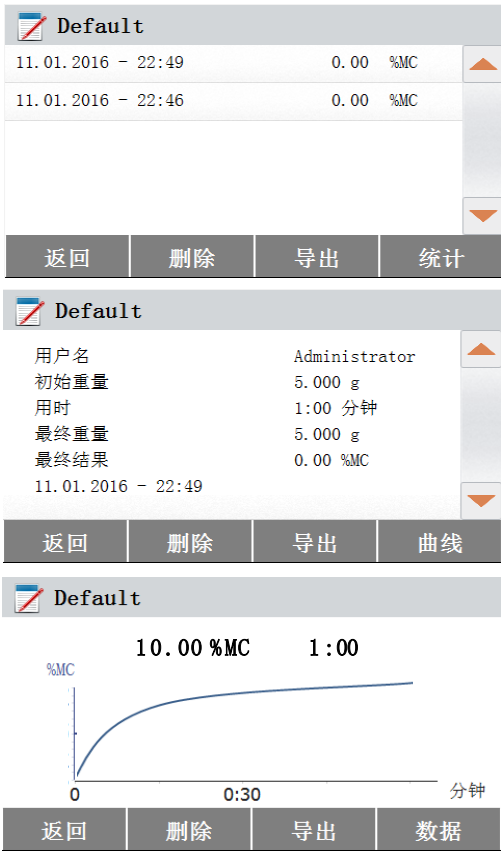 Default
11.01.2016 - 22:49 0.00 %MC
11.01.2016 - 22:46 0.00 %MC
返回 删除 导出 统计
Default
用户名 Administrator
初始重量 5.000 g
用时 1:00 分钟
最终重量 5.000 g
最终结果 0.00 %MC
11.01.2016 - 22:49
返回 删除 导出 曲线
Default
10.00 %MC 1:00
%MC
0 0:30 分钟
返回 删除 导出 数据